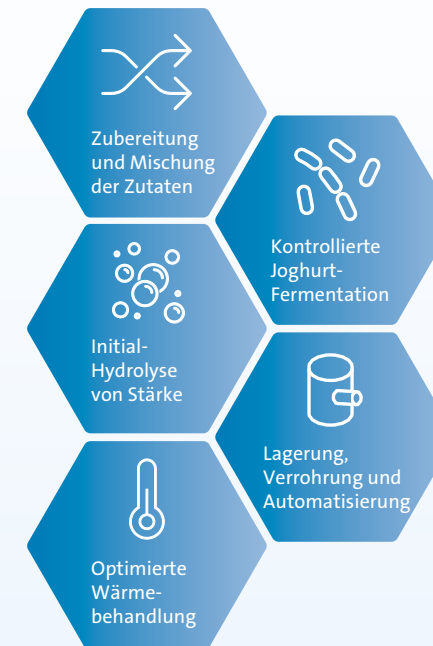 Zubereitung
und Mischung
der Zutaten
Kontrollierte
Joghurt-
Fermentation
Initial-
Hydrolyse
von Stärke
Lagerung,
Verrohrung und
Automatisierung
Optimierte
Wärme-
behandlung